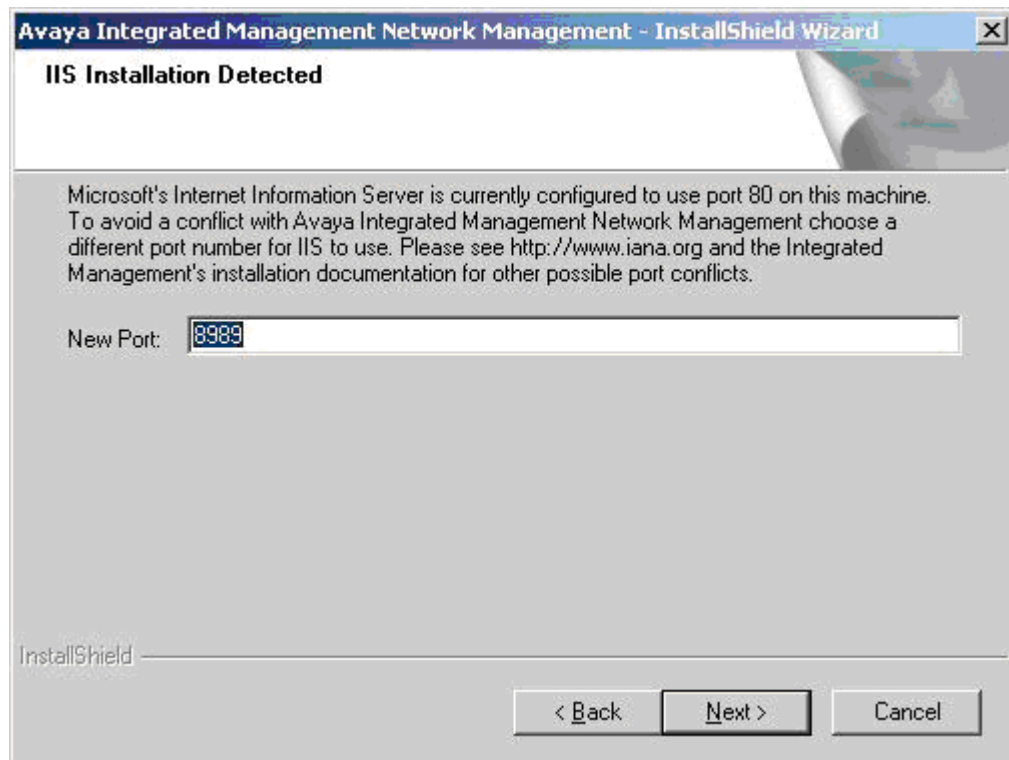 Avaya Integrated Management Network Management - InstallShield Wizard
IIS Installation Detected
Microsoft's Internet Information Server is currently configured to use port 80 on this machine.
To avoid a conflict with Avaya Integrated Management Network Management choose a
different port number for IIS to use. Please see http://www.iana.org and the Integrated
Management's installation documentation for other possible port conflicts.
New Port: 8989
InstallShield
< Back Next > Cancel